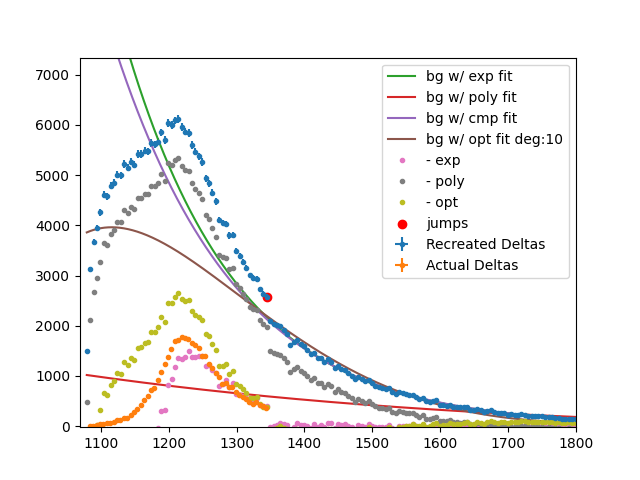 7000
6000
5000
4000
3000
2000
1000
0
1100 1200 1300 1400 1500 1600 1700 1800
bg w/ exp fit
bg w/ poly fit
bg w/ cmp fit
bg w/ opt fit deg:10
- exp
- poly
- opt
jumps
Recreated Deltas
Actual Deltas